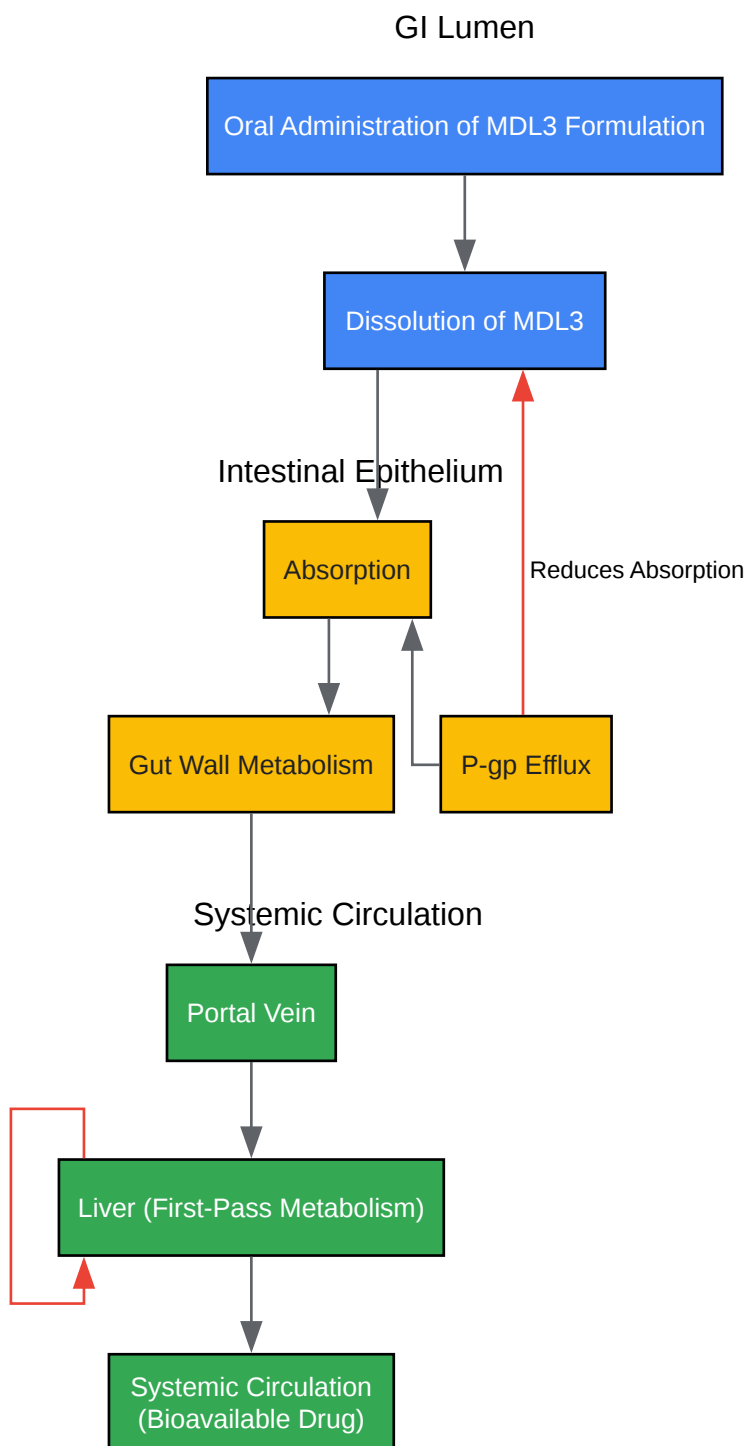 GI Lumen
Oral Administration of MDL3 Formulation
Dissolution of MDL3
Intestinal Epithelium
Absorption
Reduces Absorption
Gut Wall Metabolism
P-gp Efflux
Systemic Circulation
Portal Vein
Liver (First-Pass Metabolism)
Systemic Circulation
(Bioavailable Drug)